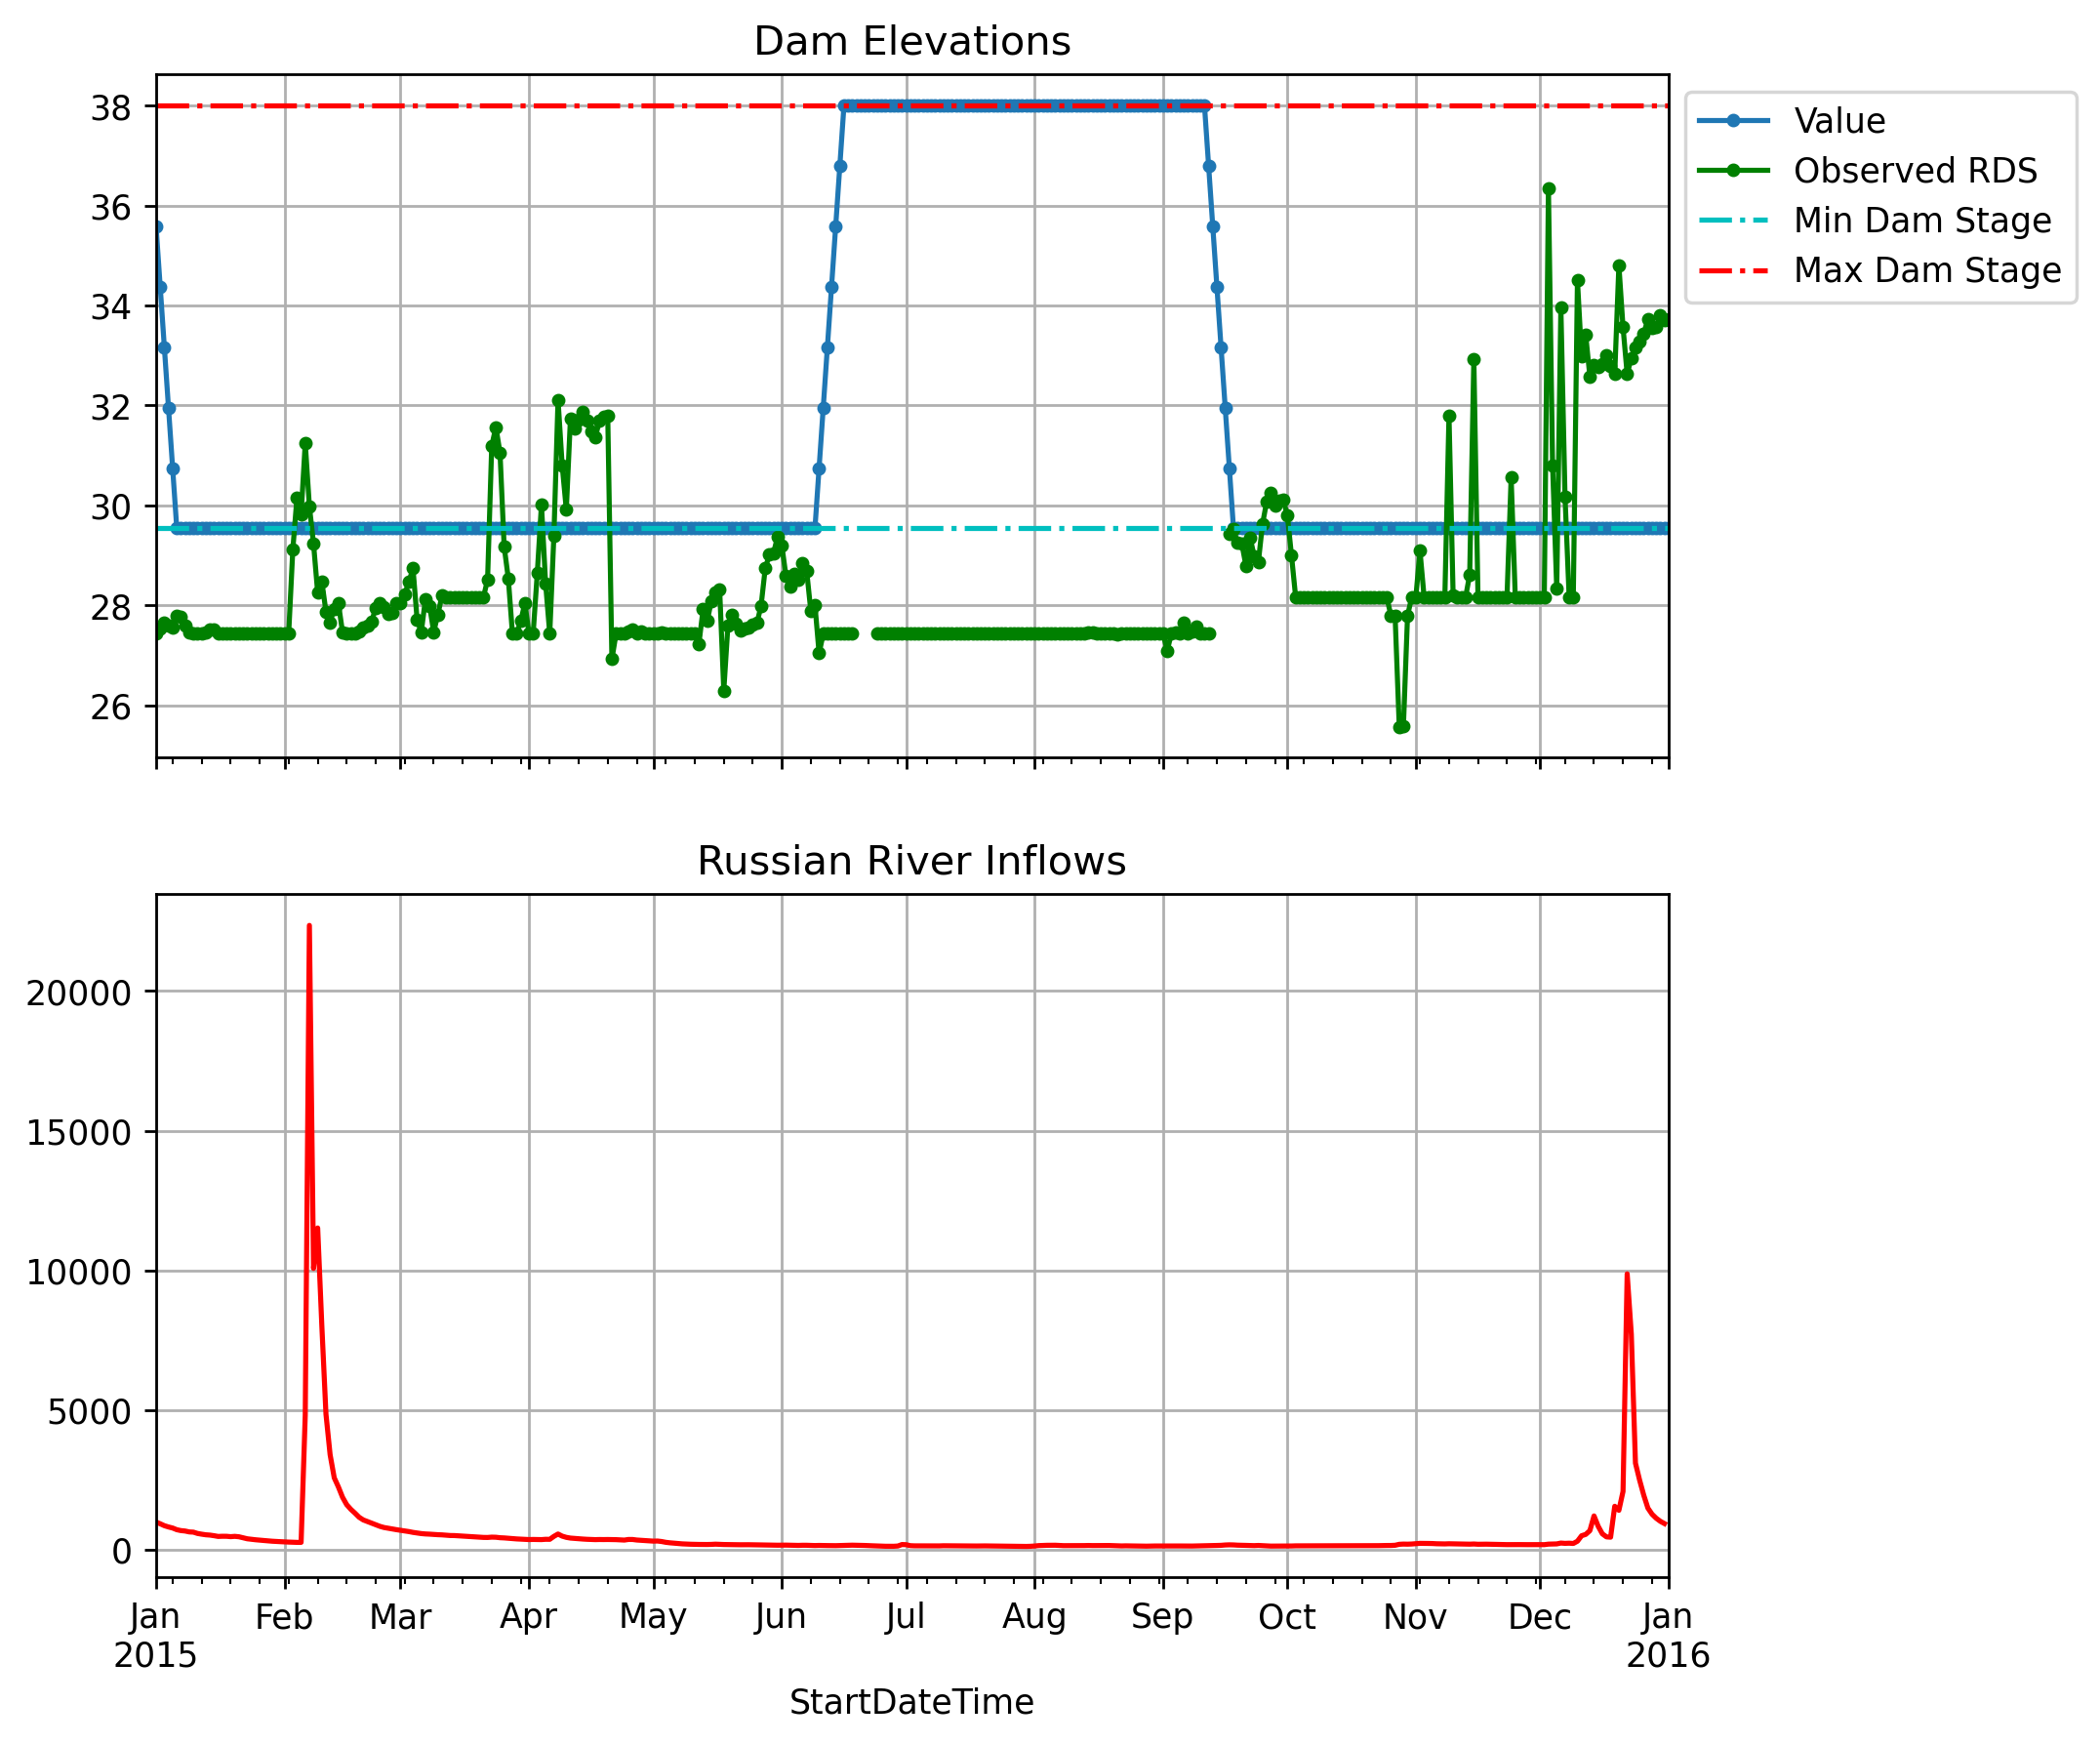 Dam Elevations
38
36
34
32
30
28
26
Value
Observed RDS
Min Dam Stage
Max Dam Stage
Russian River Inflows
20000
15000
10000
5000
0
Jan Feb Mar Apr May Jun Jul Aug Sep Oct Nov Dec Jan
2015 2016
StartDateTime